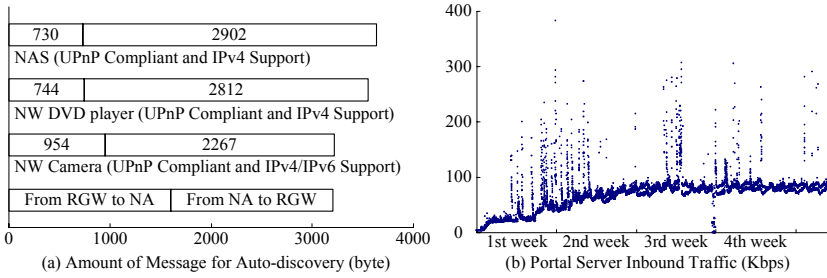 730 2902
NAS (UPnP Compliant and IPv4 Support)
744 2812
NW DVD player (UPnP Compliant and IPv4 Support)
954 2267
NW Camera (UPnP Compliant and IPv4/IPv6 Support)
From RGW to NA From NA to RGW
0 1000 2000 3000 4000
(a) Amount of Message for Auto-discovery (byte)
400
300
200
100
0
1st week 2nd week 3rd week 4th week
(b) Portal Server Inbound Traffic (Kbps)